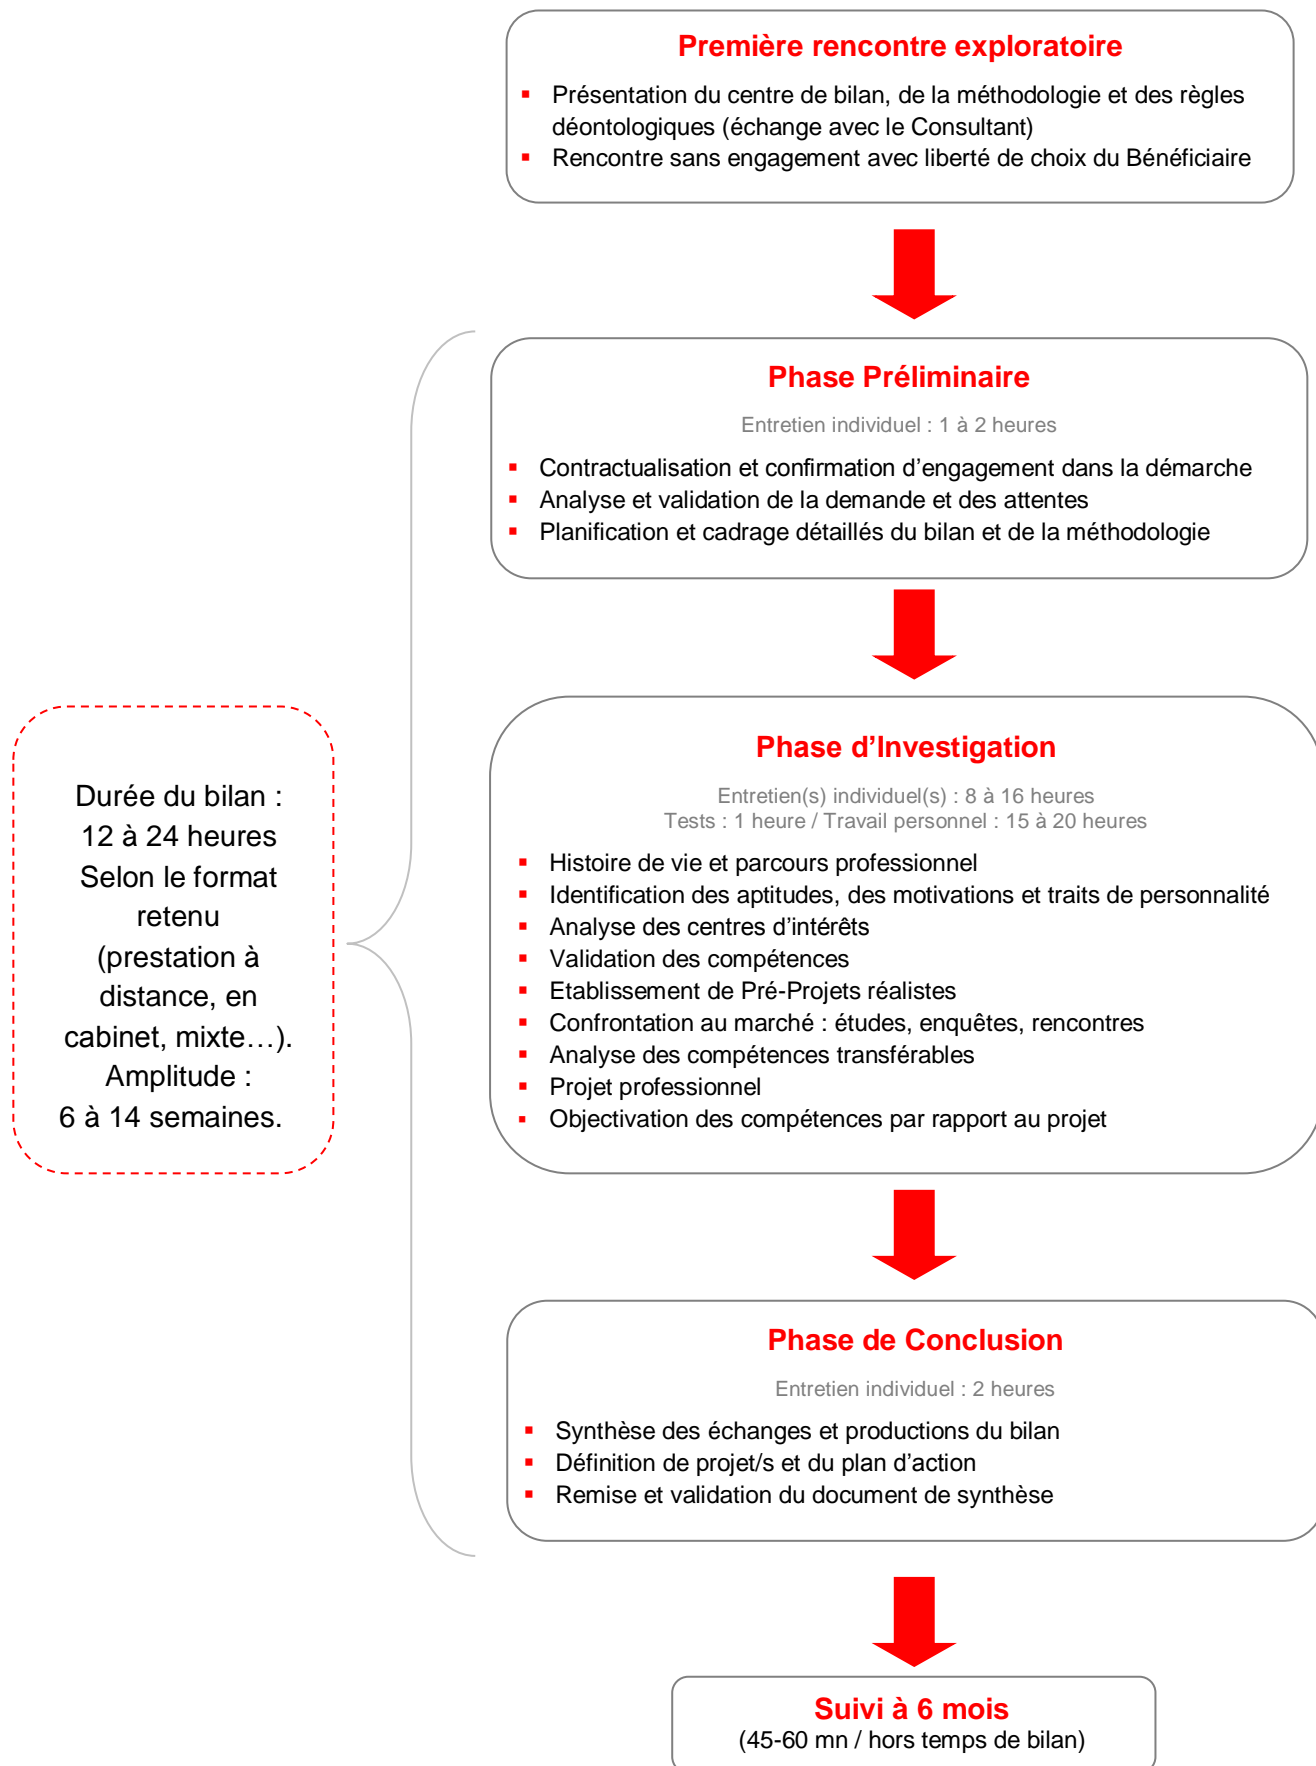 Première rencontre exploratoire
Présentation du centre de bilan, de la méthodologie et des règles
déontologiques (échange avec le Consultant)
Rencontre sans engagement avec liberté de choix du Bénéficiaire
Phase Préliminaire
Entretien individuel : 1 à 2 heures
Contractualisation et confirmation d’engagement dans la démarche
Analyse et validation de la demande et des attentes
Planification et cadrage détaillés du bilan et de la méthodologie
Durée du bilan :
12 à 24 heures
Selon le format
retenu
(prestation à
distance, en
cabinet, mixte…).
Amplitude :
6 à 14 semaines.
Phase d’Investigation
Entretien(s) individuel(s) : 8 à 16 heures
Tests : 1 heure / Travail personnel : 15 à 20 heures
Histoire de vie et parcours professionnel
Identification des aptitudes, des motivations et traits de personnalité
Analyse des centres d’intérêts
Validation des compétences
Etablissement de Pré-Projets réalistes
Confrontation au marché : études, enquêtes, rencontres
Analyse des compétences transférables
Projet professionnel
Objectivation des compétences par rapport au projet
Phase de Conclusion
Entretien individuel : 2 heures
Synthèse des échanges et productions du bilan
Définition de projet/s et du plan d’action
Remise et validation du document de synthèse
Suivi à 6 mois
(45-60 mn / hors temps de bilan)